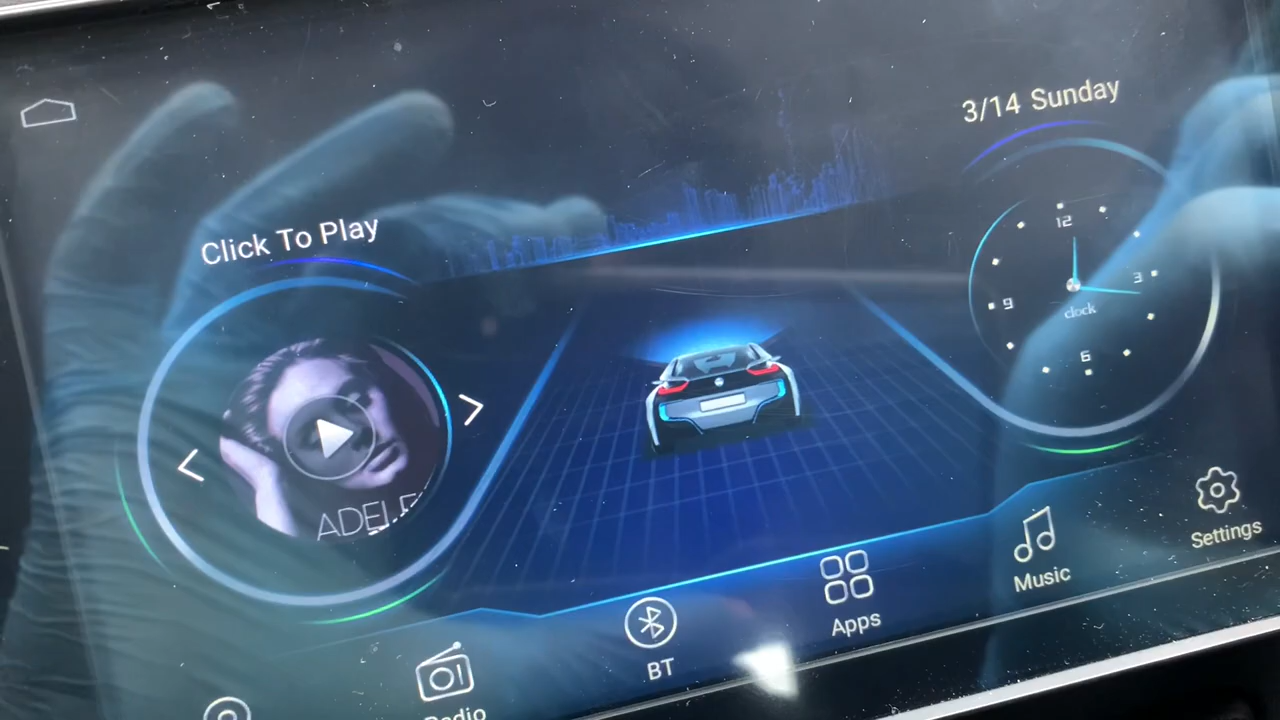 3/14 Sunday
Click To Play
12
3
9
clock
6
ADELE
Settings
Music
Apps
BT
Radio